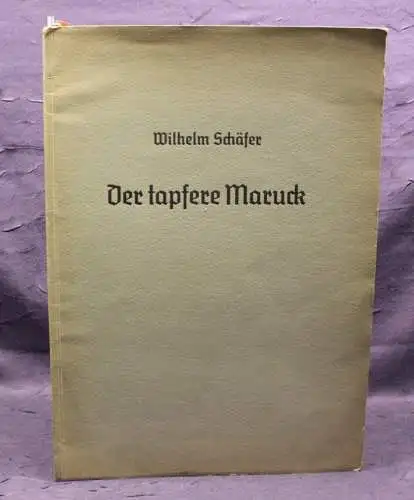 Wilhelm Schäfer
Der tapfere Maruck